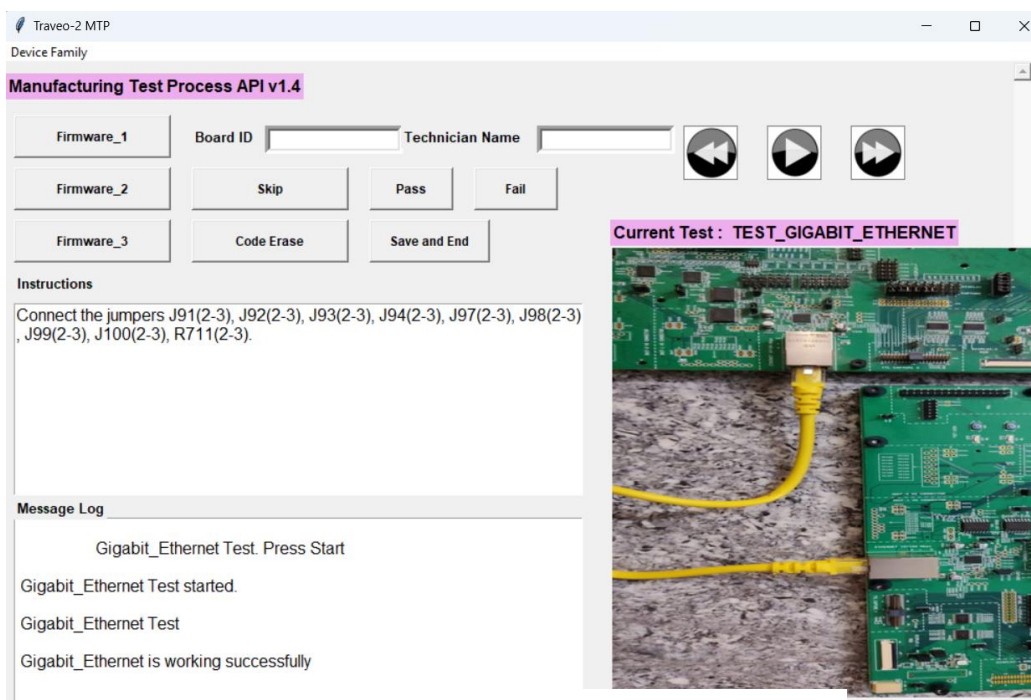 Traveo-2 MTP
Device Family
Manufacturing Test Process API v1.4
Firmware_1
Board ID
Technician Name
Firmware_2
Skip
Pass
Fail
Firmware_3
Code Erase
Save and End
Current Test : TEST_GIGABIT_ETHERNET
Instructions
Connect the jumpers J91(2-3), J92(2-3), J93(2-3), J94(2-3), J97(2-3), J98(2-3)
, J99(2-3), J100(2-3), R711(2-3).
Message Log
Gigabit_Ethernet Test. Press Start
Gigabit_Ethernet Test started.
Gigabit_Ethernet Test
Gigabit_Ethernet is working successfully